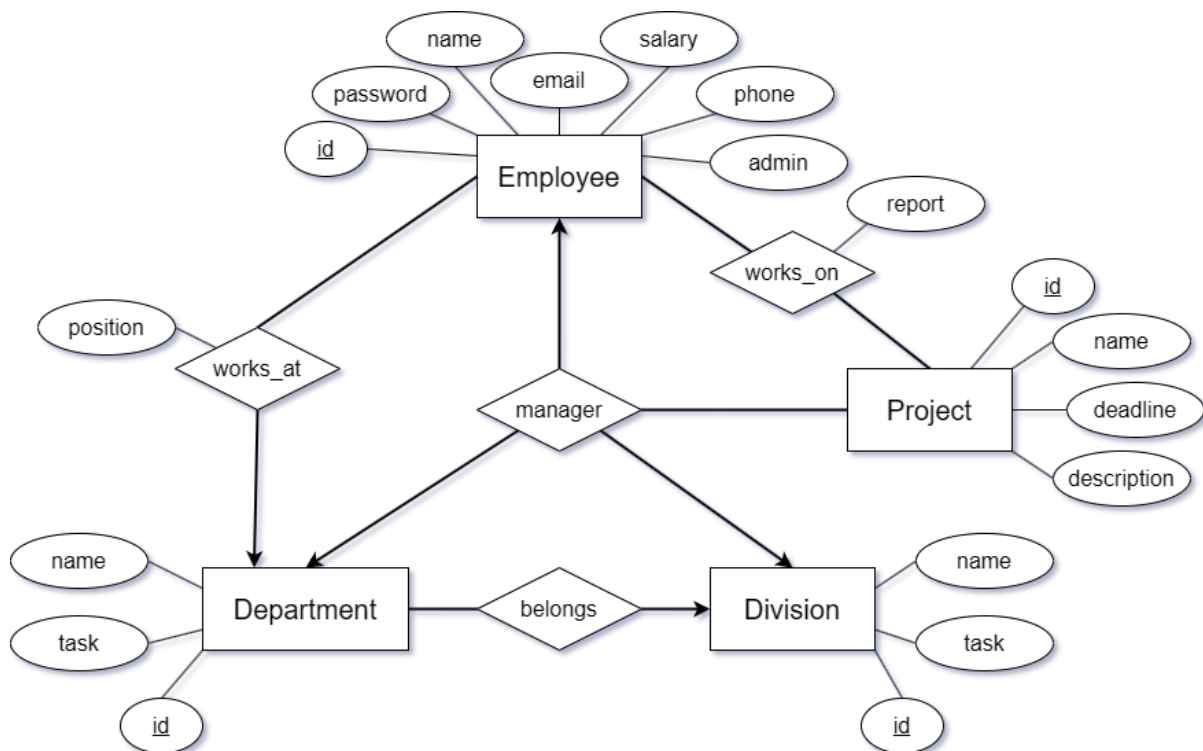 name
salary
email
password
phone
id
admin
Employee
report
works_on
id
position
name
works_at
manager
Project
deadline
description
name
name
Department
belongs
Division
task
task
id
id